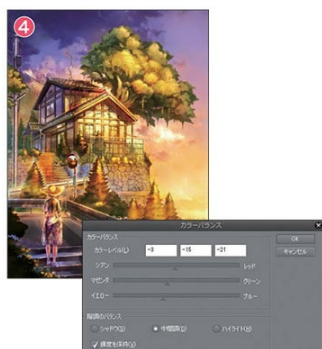 4
カラーバランス
カラーバランス
カラーレベル(L) -3 -15 -21
OK
キャンセル
シアン レッド
マゼンタ グリーン
イエロー ブルー
階調のバランス
シャドウ(S) 中間調(D) ハイライト(H)
輝度を保持(V)